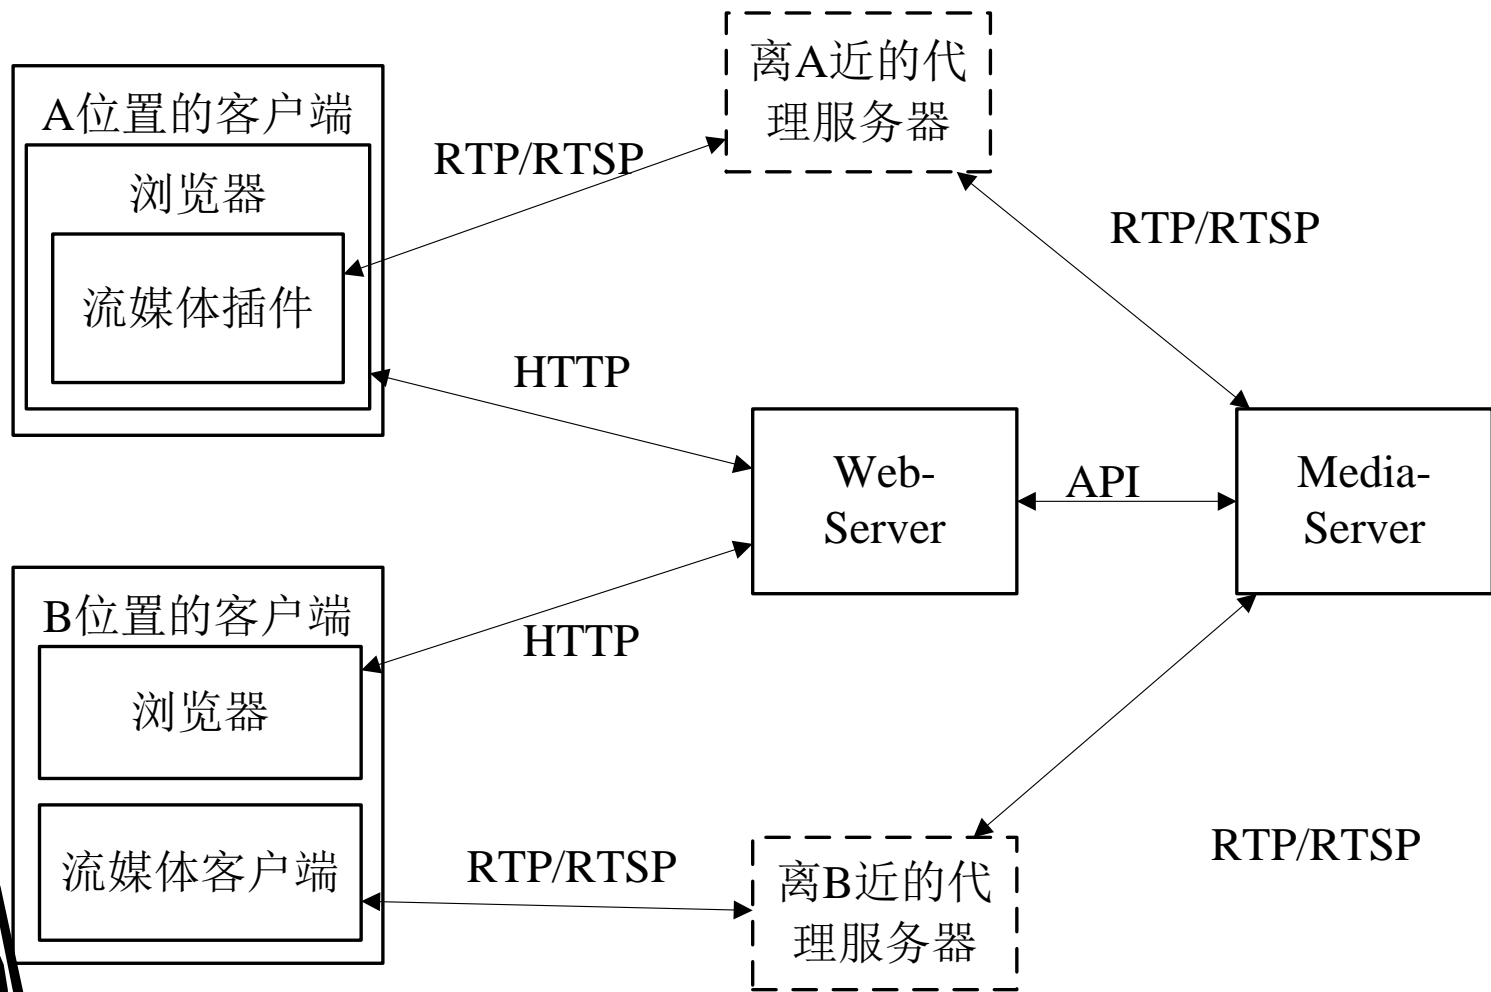 离A近的代
理服务器
A位置的客户端
RTP/RTSP
浏览器
RTP/RTSP
流媒体插件
HTTP
Web-
Server
API
Media-
Server
B位置的客户端
HTTP
浏览器
RTP/RTSP
流媒体客户端
RTP/RTSP
离B近的代
理服务器